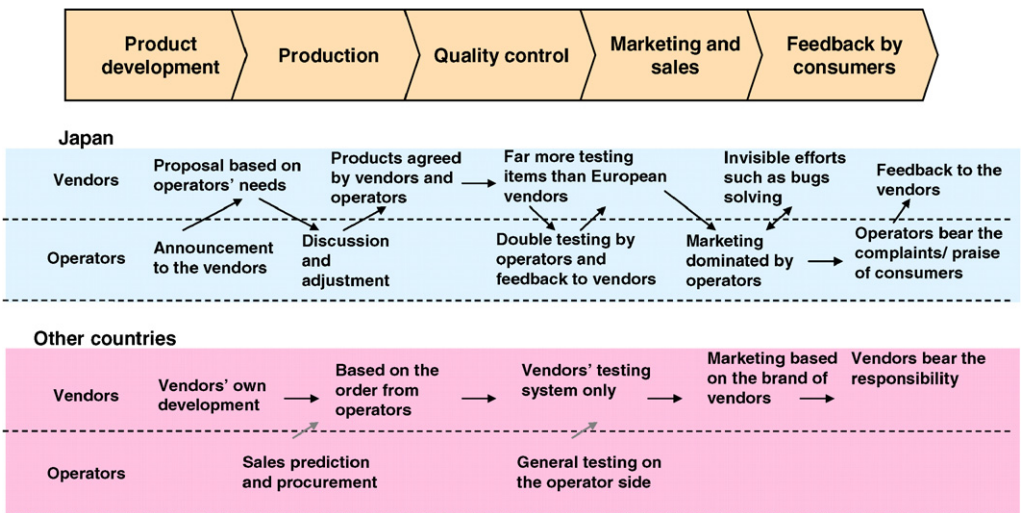 Product
development
Production
Quality control
Marketing and
sales
Feedback by
consumers
Japan
Vendors
Proposal based on
operators' needs
Products agreed
by vendors and
operators
Far more testing
items than European
vendors
Invisible efforts
such as bugs
solving
Feedback to the
vendors
Operators
Announcement
to the vendors
Discussion
and
adjustment
Double testing by
operators and
feedback to vendors
Marketing
dominated by
operators
Operators bear the
complaints/ praise
of consumers
Other countries
Vendors
Vendors' own
development
Based on the
order from
operators
Vendors' testing
system only
Marketing based
on the brand of
vendors
Vendors bear the
responsibility
Operators
Sales prediction
and procurement
General testing on
the operator side